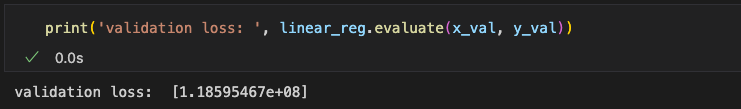 print('validation loss: ', linear_reg.evaluate(x_val, y_val))
✓ 0.0s
validation loss:  [1.18595467e+08]